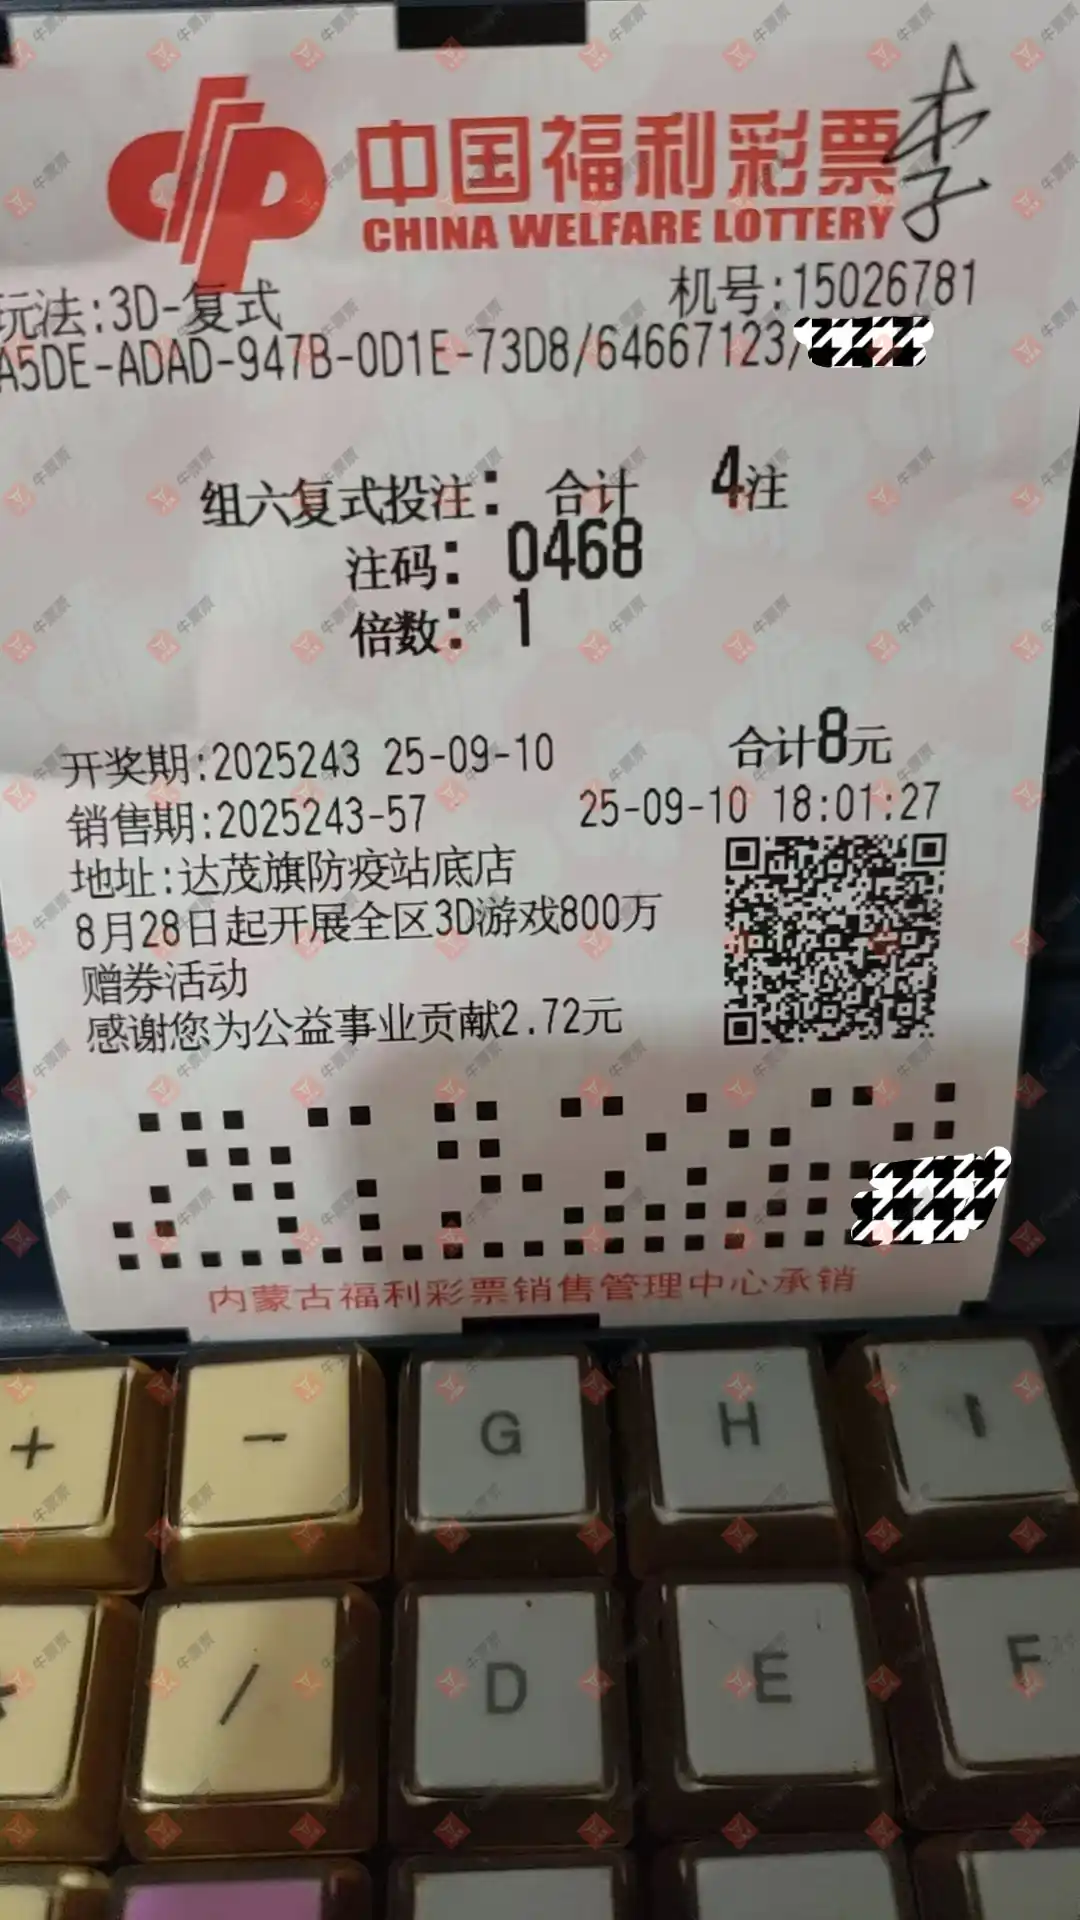 中国福利彩票
CHINA WELFARE LOTTERY
李
玩法:3D-复式 机号:15026781
A5DE-ADAD-947B-0D1E-73D8/64667123/
组六复式投注: 合计 4注
注码: 0468
倍数: 1
开奖期:2025243 25-09-10 合计8元
销售期:2025243-57 25-09-10 18:01:27
地址:达茂旗防疫站底店
8月28日起开展全区3D游戏800万
赠券活动
感谢您为公益事业贡献2.72元
内蒙古福利彩票销售管理中心承销
+ - G H I
/ D E F
牛票票